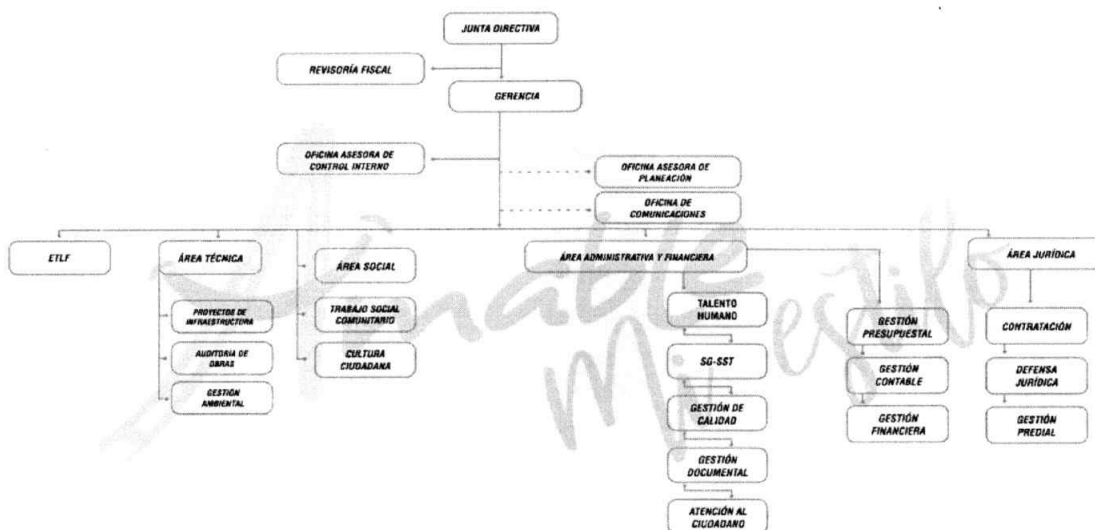 JUNTA DIRECTIVA
REVISORÍA FISCAL
GERENCIA
OFICINA ASESORA DE
CONTROL INTERNO
OFICINA ASESORA DE
PLANEACIÓN
OFICINA DE
COMUNICACIONES
ETLF
ÁREA TÉCNICA
ÁREA SOCIAL
ÁREA ADMINISTRATIVA Y FINANCIERA
ÁREA JURÍDICA
PROYECTOS DE
INFRAESTRUCTURA
AUDITORIA DE
OBRAS
GESTIÓN
AMBIENTAL
TRABAJO SOCIAL
COMUNITARIO
CULTURA
CIUDADANA
TALENTO
HUMANO
SG-SST
GESTIÓN DE
CALIDAD
GESTIÓN
DOCUMENTAL
ATENCIÓN AL
CIUDADANO
GESTIÓN
PRESUPUESTAL
GESTIÓN
CONTABLE
GESTIÓN
FINANCIERA
CONTRATACIÓN
DEFENSA
JURÍDICA
GESTIÓN
PREDIAL
Amable
Mi estilo